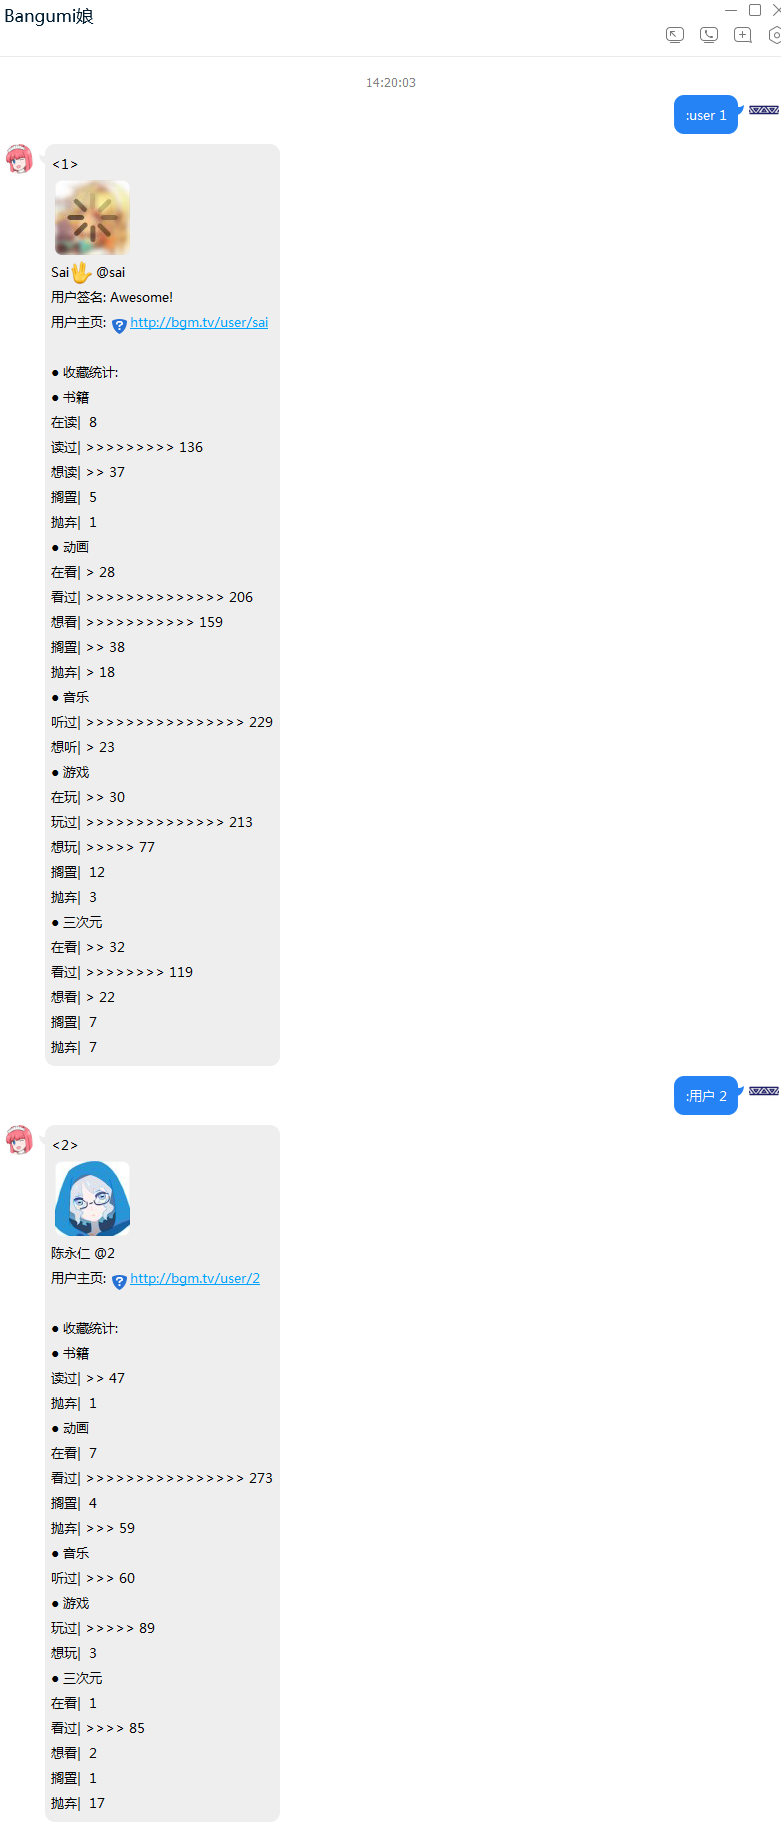 Bangumi娘
14:20:03
:user 1
<1>
Sai🖖 @sai
用户签名: Awesome!
用户主页: http://bgm.tv/user/sai
● 收藏统计:
● 书籍
在读| 8
读过| >>>>>>>>> 136
想读| >> 37
搁置| 5
抛弃| 1
● 动画
在看| > 28
看过| >>>>>>>>>>>>>> 206
想看| >>>>>>>>>>> 159
搁置| >> 38
抛弃| > 18
● 音乐
听过| >>>>>>>>>>>>>>>> 229
想听| > 23
● 游戏
在玩| >> 30
玩过| >>>>>>>>>>>>>> 213
想玩| >>>>> 77
搁置| 12
抛弃| 3
● 三次元
在看| >> 32
看过| >>>>>>>> 119
想看| > 22
搁置| 7
抛弃| 7
:用户 2
<2>
陈永仁 @2
用户主页: http://bgm.tv/user/2
● 收藏统计:
● 书籍
读过| >> 47
抛弃| 1
● 动画
在看| 7
看过| >>>>>>>>>>>>>>>> 273
搁置| 4
抛弃| >>> 59
● 音乐
听过| >>> 60
● 游戏
玩过| >>>>> 89
想玩| 3
● 三次元
在看| 1
看过| >>>> 85
想看| 2
搁置| 1
抛弃| 17